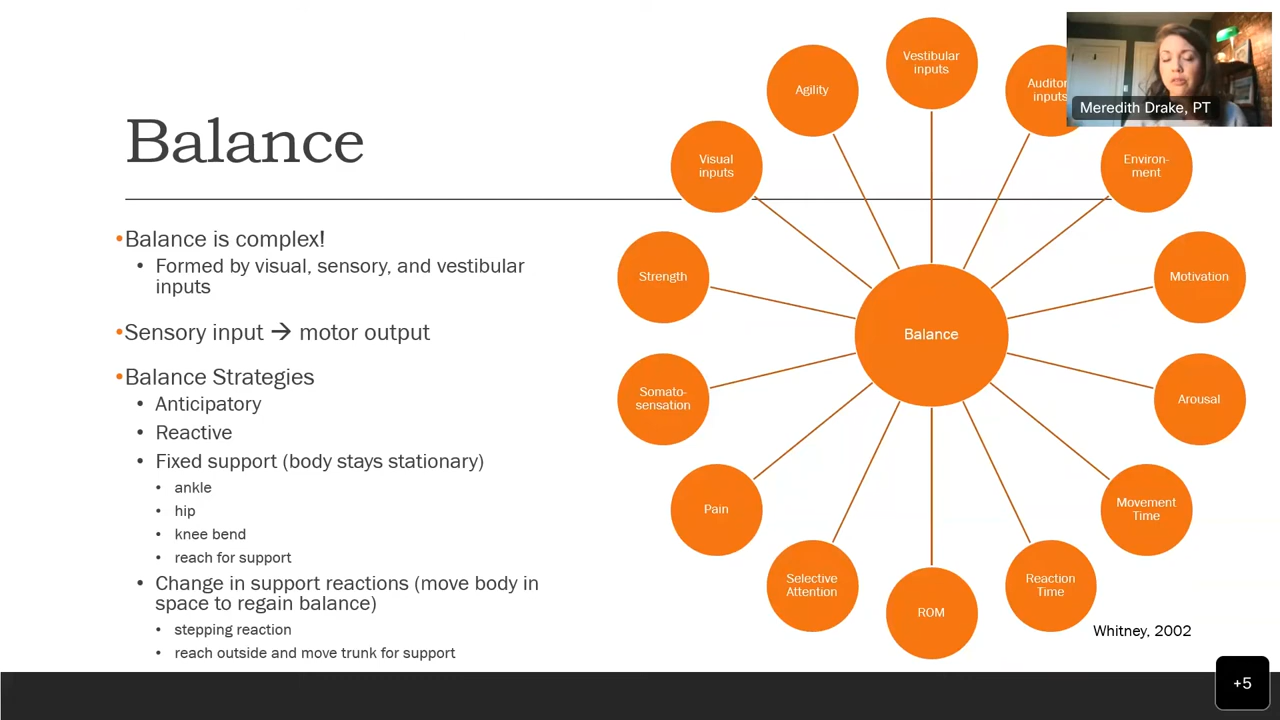 Balance
•Balance is complex!
• Formed by visual, sensory, and vestibular
inputs
•Sensory input → motor output
•Balance Strategies
• Anticipatory
• Reactive
• Fixed support (body stays stationary)
• ankle
• hip
• knee bend
• reach for support
• Change in support reactions (move body in
space to regain balance)
• stepping reaction
• reach outside and move trunk for support
Balance
Vestibular
inputs
Auditor
inputs
Environ-
ment
Motivation
Arousal
Movement
Time
Reaction
Time
ROM
Selective
Attention
Pain
Somato-
sensation
Strength
Visual
inputs
Agility
Whitney, 2002
Meredith Drake, PT
+5